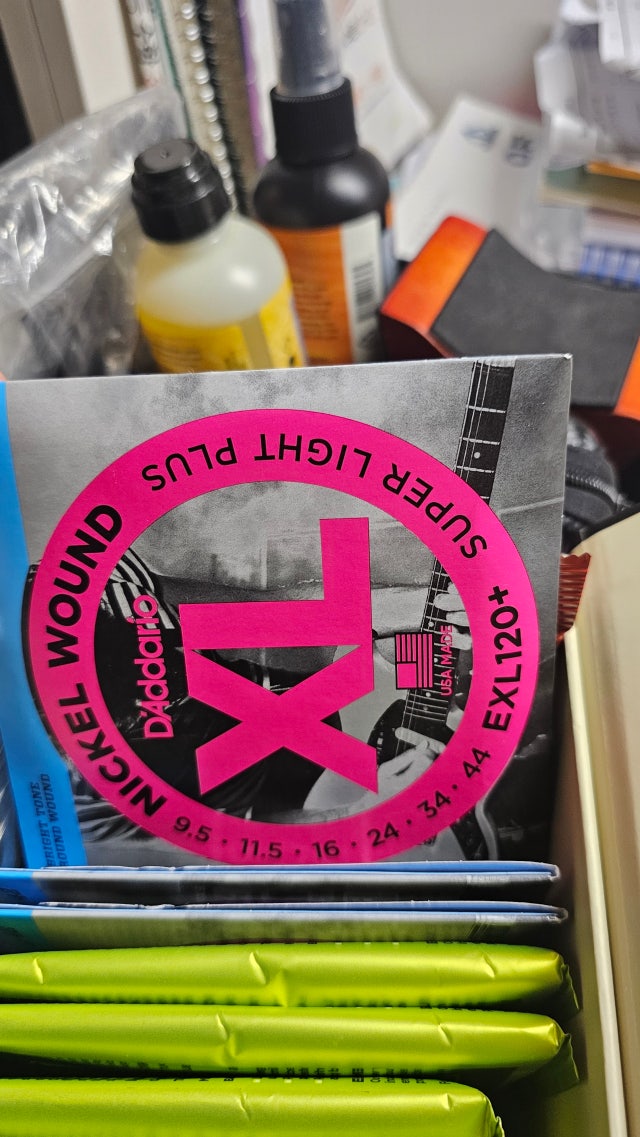 SUPER LIGHT PLUS
NICKEL WOUND
D'Addario
XL
USA MADE
EXL120+
9.5 • 11.5 • 16 • 24 • 34 • 44
BRIGHT TONE
ROUND WOUND